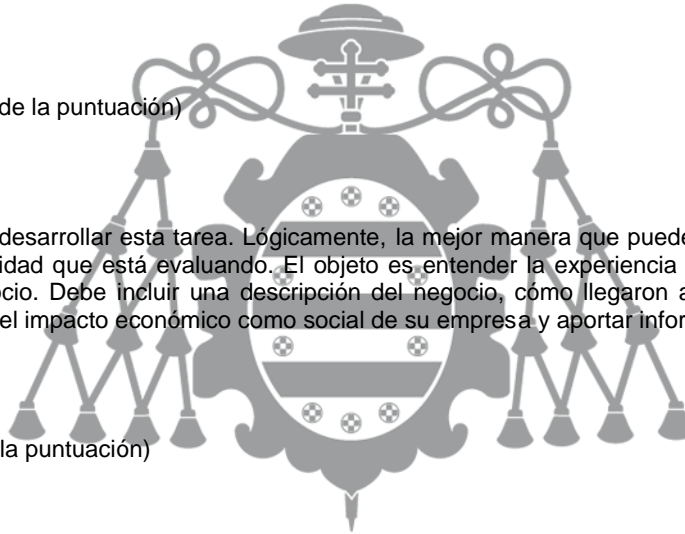 de la puntuación)
desarrollar esta tarea. Lógicamente, la mejor manera que puede
idad que está evaluando. El objeto es entender la experiencia
ocio. Debe incluir una descripción del negocio, cómo llegaron a
el impacto económico como social de su empresa y aportar infor
la puntuación)